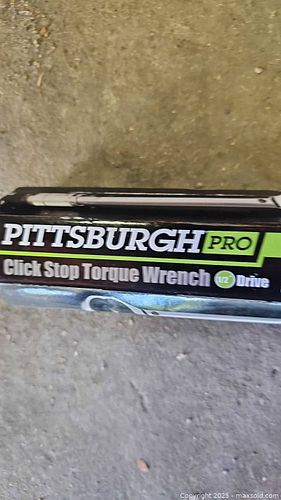 PITTSBURGH PRO
Click Stop Torque Wrench 1/2" Drive
Copyright 2025 - maxsold.com